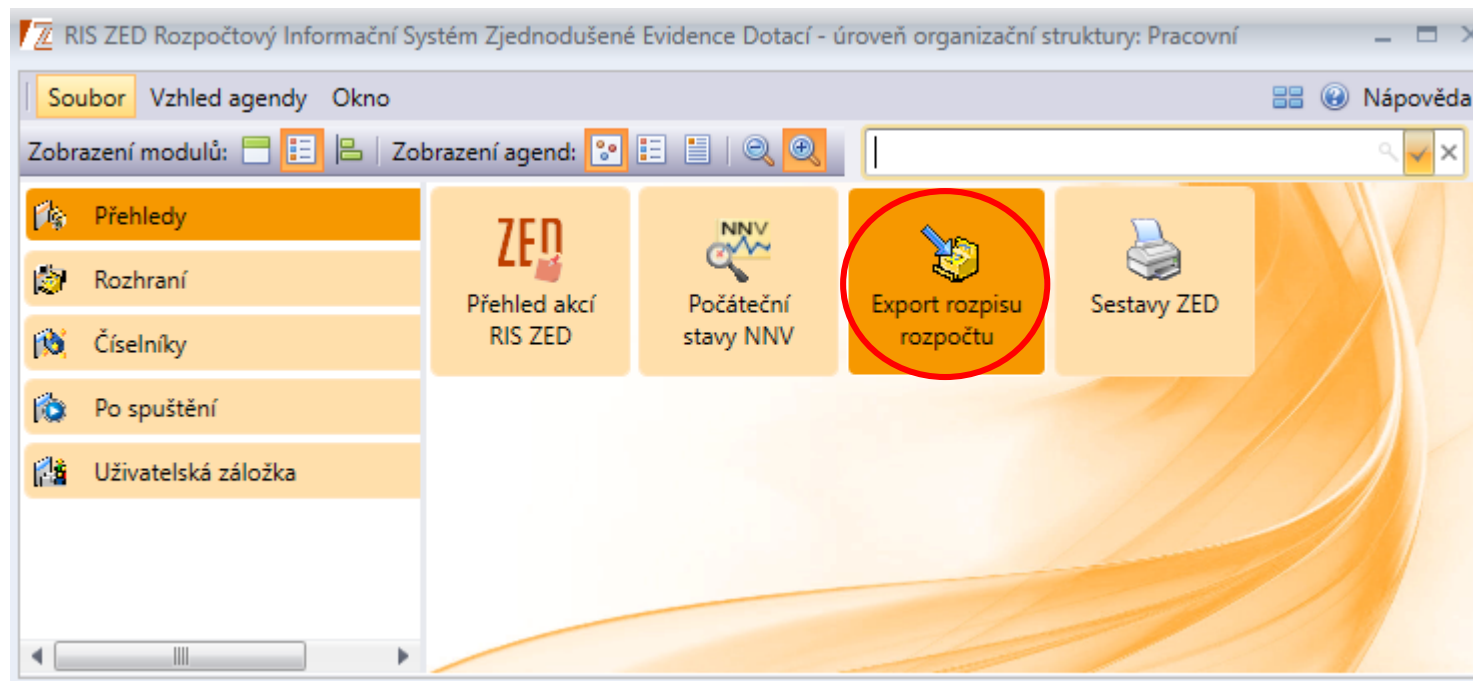 RIS ZED Rozpočtový Informační Systém Zjednodušené Evidence Dotací - úroveň organizační struktury: Pracovní
Soubor Vzhled agendy Okno Nápověda
Zobrazení modulů: Zobrazení agend:
Přehledy
Rozhraní
Číselníky
Po spuštění
Uživatelská záložka
ZED
Přehled akcí
RIS ZED
NNV
Počáteční
stavy NNV
Export rozpisu
rozpočtu
Sestavy ZED